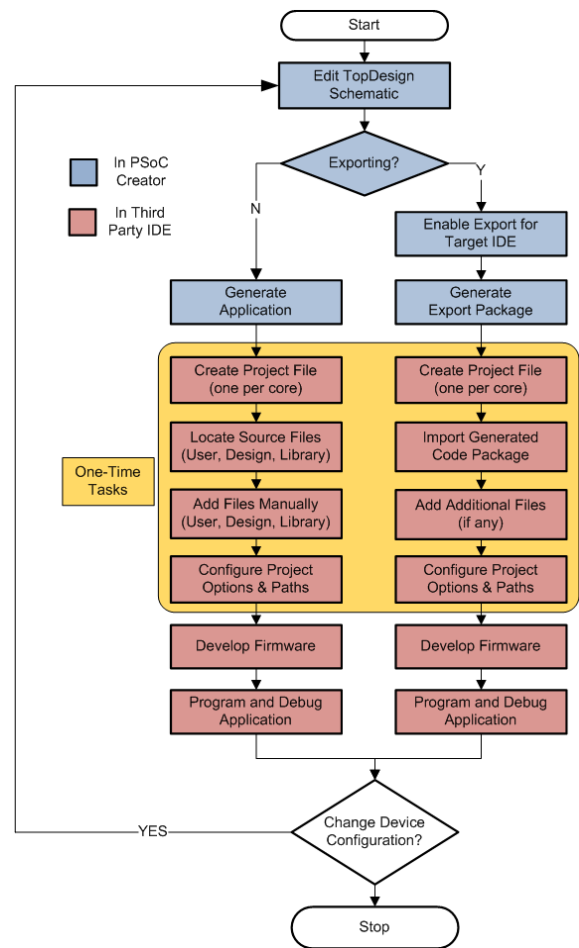 Start
Edit TopDesign
Schematic
Exporting?
In PSoC
Creator
In Third
Party IDE
N
Y
Enable Export for
Target IDE
Generate
Application
Generate
Export Package
One-Time
Tasks
Create Project File
(one per core)
Create Project File
(one per core)
Locate Source Files
(User, Design, Library)
Import Generated
Code Package
Add Files Manually
(User, Design, Library)
Add Additional Files
(if any)
Configure Project
Options & Paths
Configure Project
Options & Paths
Develop Firmware
Develop Firmware
Program and Debug
Application
Program and Debug
Application
Change Device
Configuration?
YES
Stop